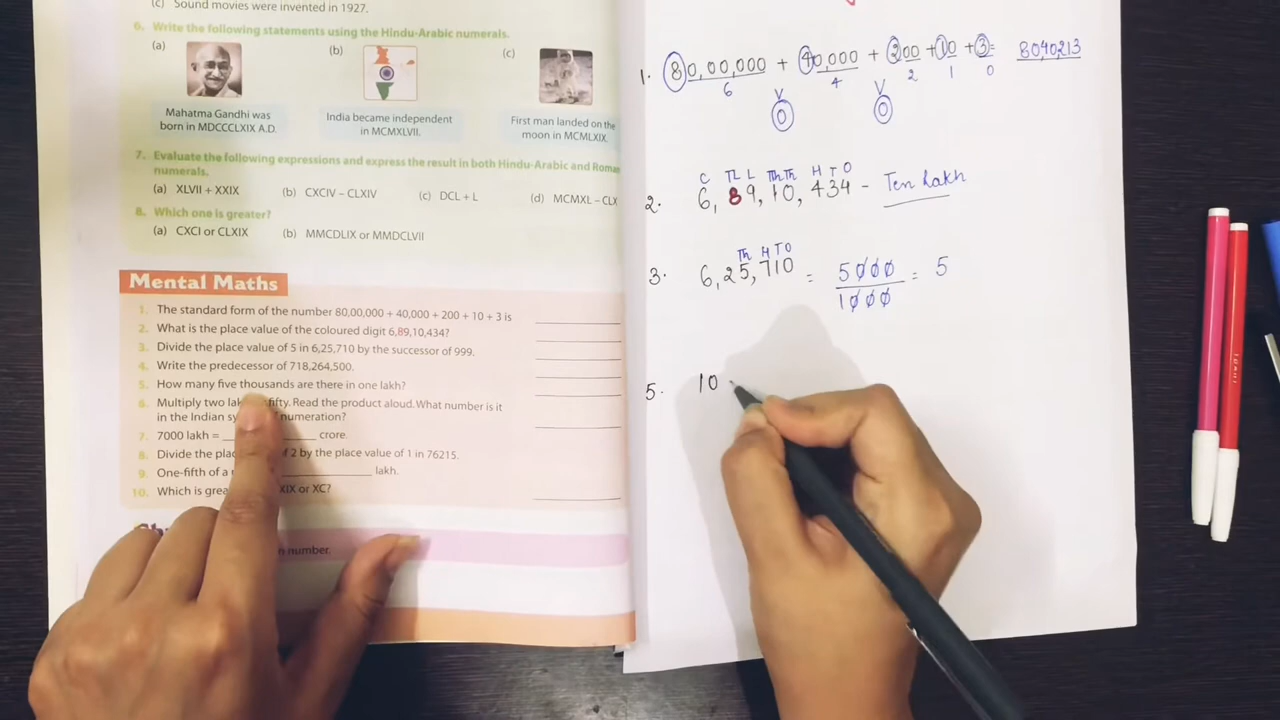 (c) Sound movies were invented in 1927.
6. Write the following statements using the Hindu-Arabic numerals.
(a) (b) (c)
Mahatma Gandhi was
born in MDCCCLXIX A.D.
India became independent
in MCMXLVII.
First man landed on the
moon in MCMLXIX.
7. Evaluate the following expressions and express the result in both Hindu-Arabic and Roma
numerals.
(a) XLVII + XXIX (b) CXCIV – CLXIV (c) DCL + L (d) MCMXL – CLX
8. Which one is greater?
(a) CXCI or CLXIX (b) MMCDLIX or MMDCLVII
Mental Maths
1. The standard form of the number 80,00,000 + 40,000 + 200 + 10 + 3 is
2. What is the place value of the coloured digit 6,89,10,434?
3. Divide the place value of 5 in 6,25,710 by the successor of 999.
4. Write the predecessor of 718,264,500.
5. How many five thousands are there in one lakh?
6. Multiply two fifty. Read the product aloud. What number is it
in the Indian numeration?
7. 7000 lakh = crore.
8. Divide the of 2 by the place value of 1 in 76215.
9. One-fifth of a lakh.
10. Which is XIX or XC?
number.
1. 80,00,000 + 40,000 + 200 + 10 + 3 = 8040213
6 4 2 1 0
0 0
C TL L TTh Th H T O
2. 6, 89, 10, 434 – Ten Lakh
Th H T O
3. 6, 25, 710 = 5000 = 5
1000
5. 10